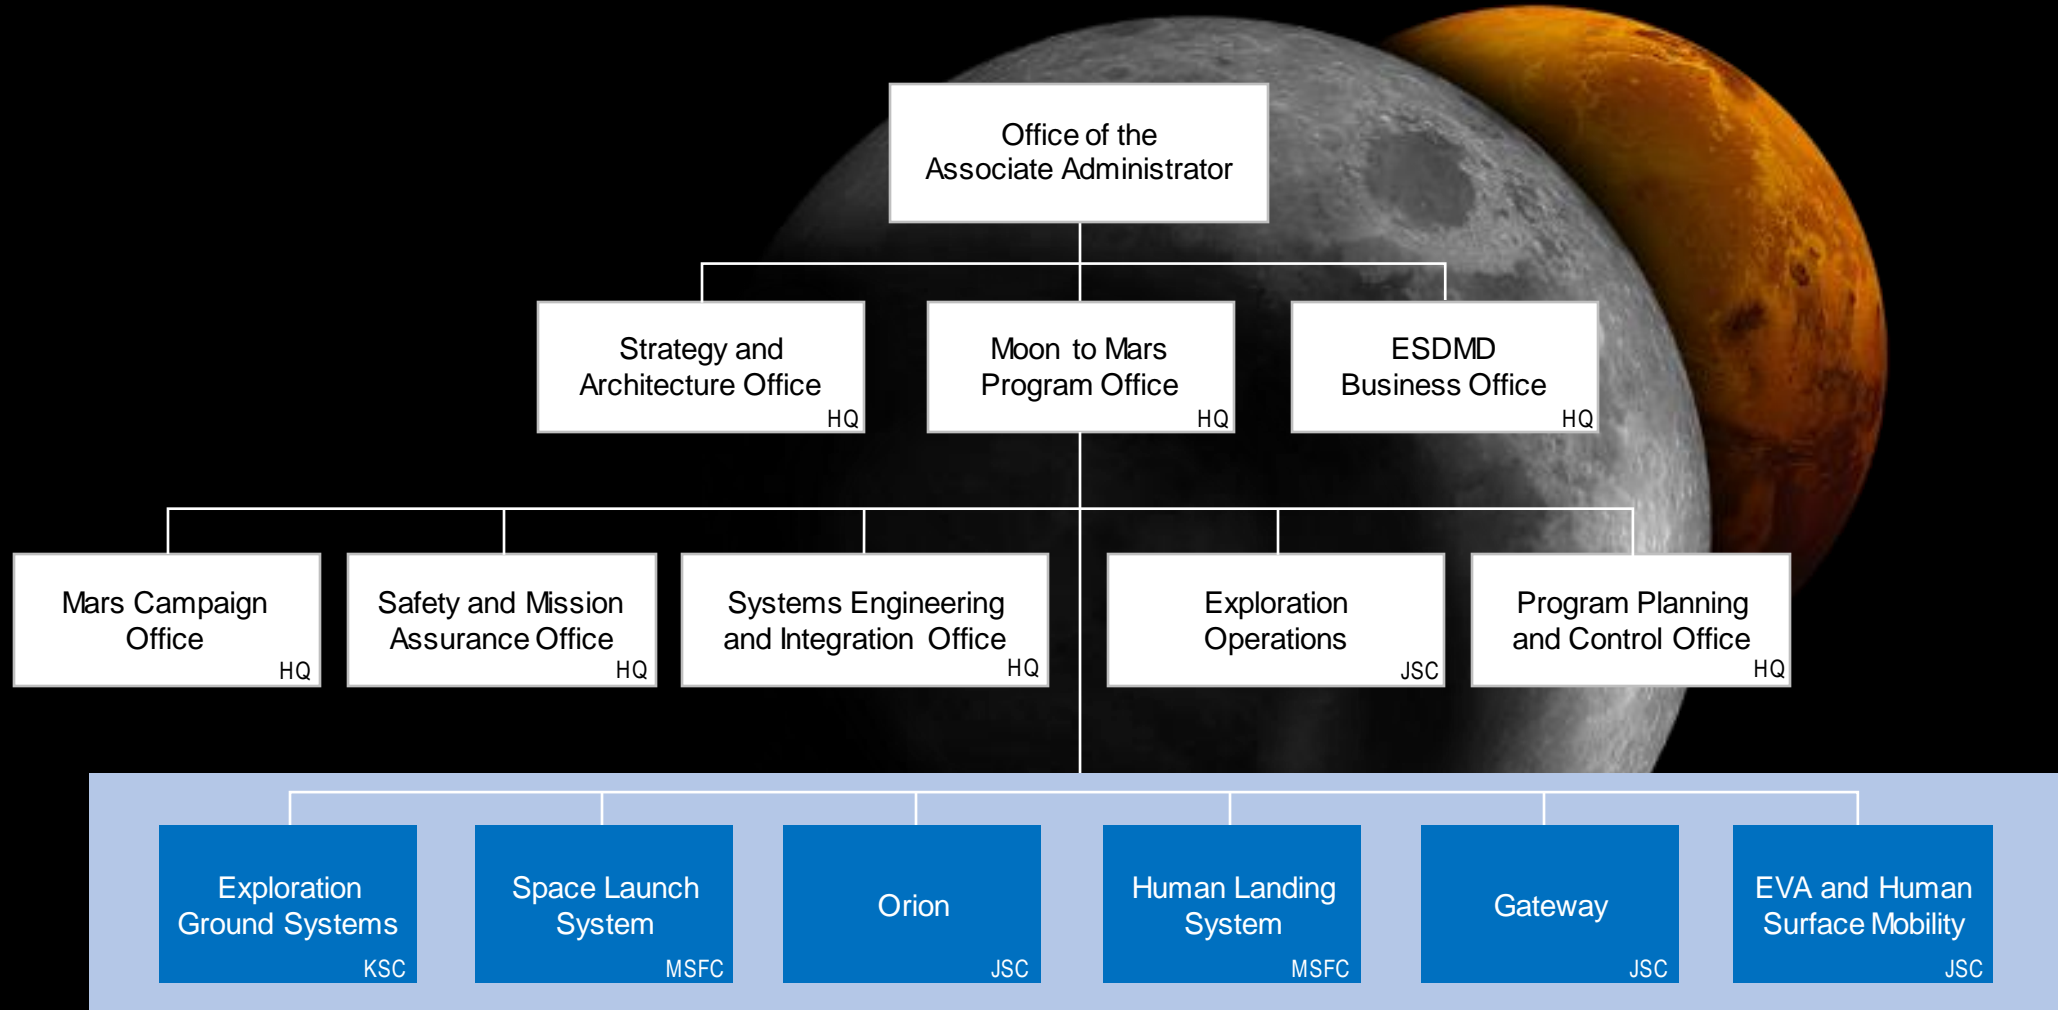 Office of the
Associate Administrator
Strategy and
Architecture Office
HQ
Moon to Mars
Program Office
HQ
ESDMD
Business Office
HQ
Mars Campaign
Office
HQ
Safety and Mission
Assurance Office
HQ
Systems Engineering
and Integration Office
HQ
Exploration
Operations
JSC
Program Planning
and Control Office
HQ
Exploration
Ground Systems
KSC
Space Launch
System
MSFC
Orion
JSC
Human Landing
System
MSFC
Gateway
JSC
EVA and Human
Surface Mobility
JSC